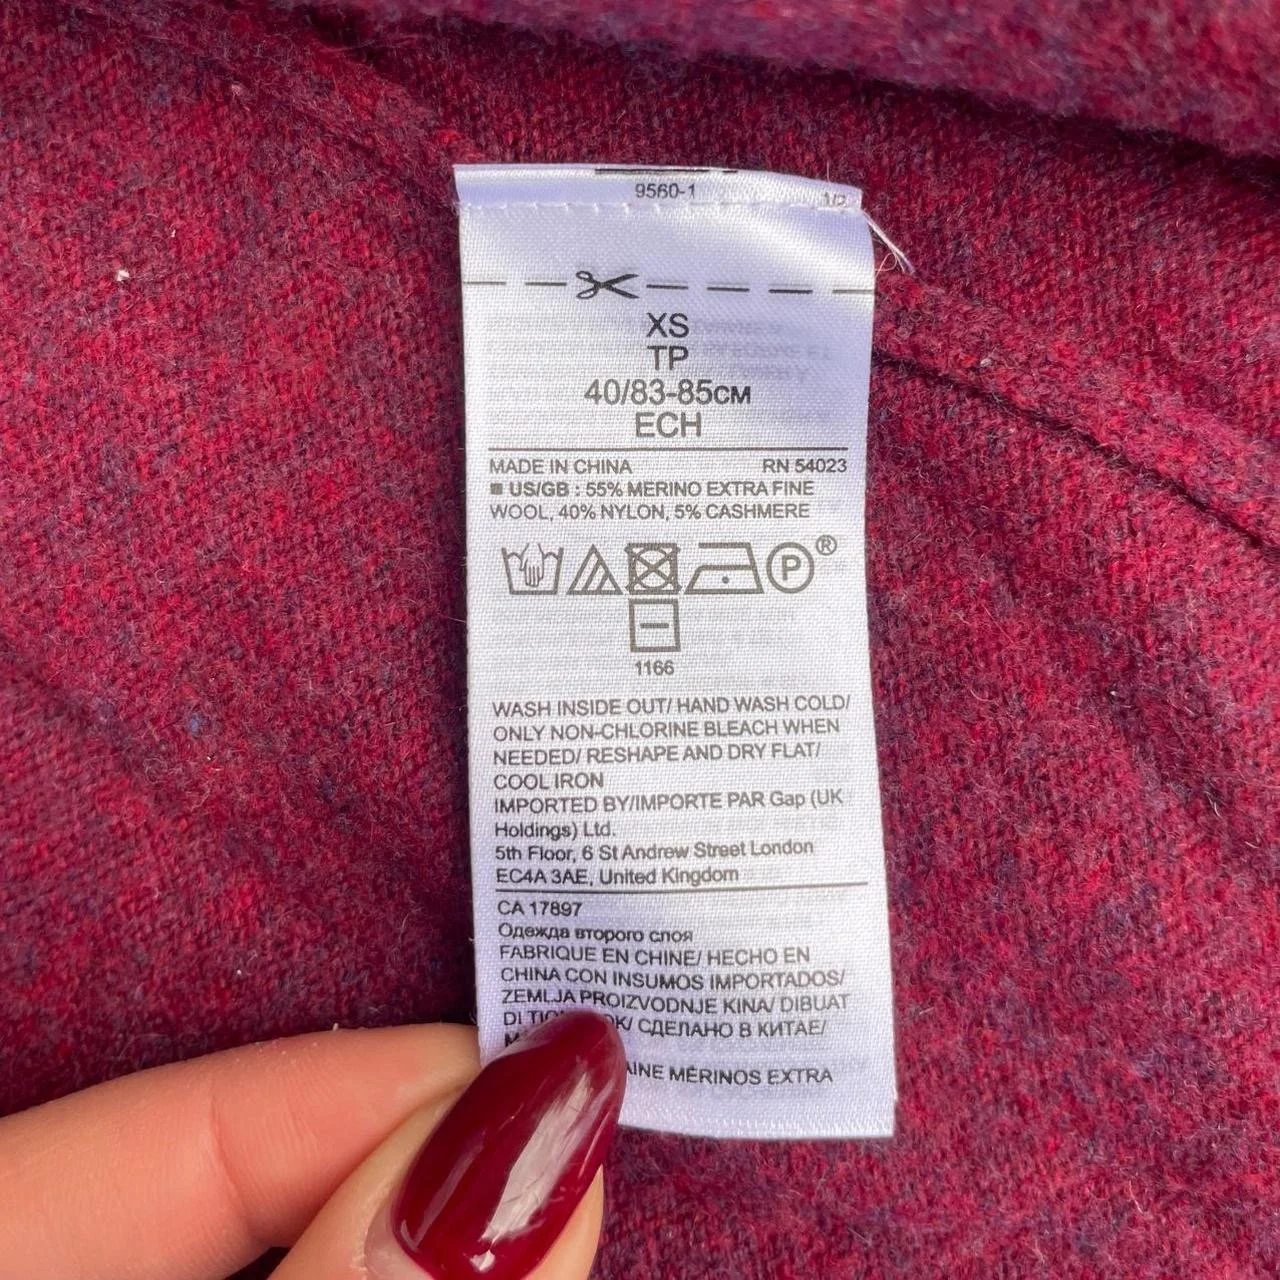 9560-1
1/2
XS
TP
40/83-85CM
ECH
MADE IN CHINA RN 54023
US/GB : 55% MERINO EXTRA FINE
WOOL, 40% NYLON, 5% CASHMERE
P ®
1166
WASH INSIDE OUT/ HAND WASH COLD/
ONLY NON-CHLORINE BLEACH WHEN
NEEDED/ RESHAPE AND DRY FLAT/
COOL IRON
IMPORTED BY/IMPORTE PAR Gap (UK
Holdings) Ltd.
5th Floor, 6 St Andrew Street London
EC4A 3AE, United Kingdom
CA 17897
Одежда второго слоя
FABRIQUE EN CHINE/ HECHO EN
CHINA CON INSUMOS IMPORTADOS/
ZEMLJA PROIZVODNJE KINA/ DIBUAT
DI СДЕЛАНО В КИТАЕ/
MÉRINOS EXTRA